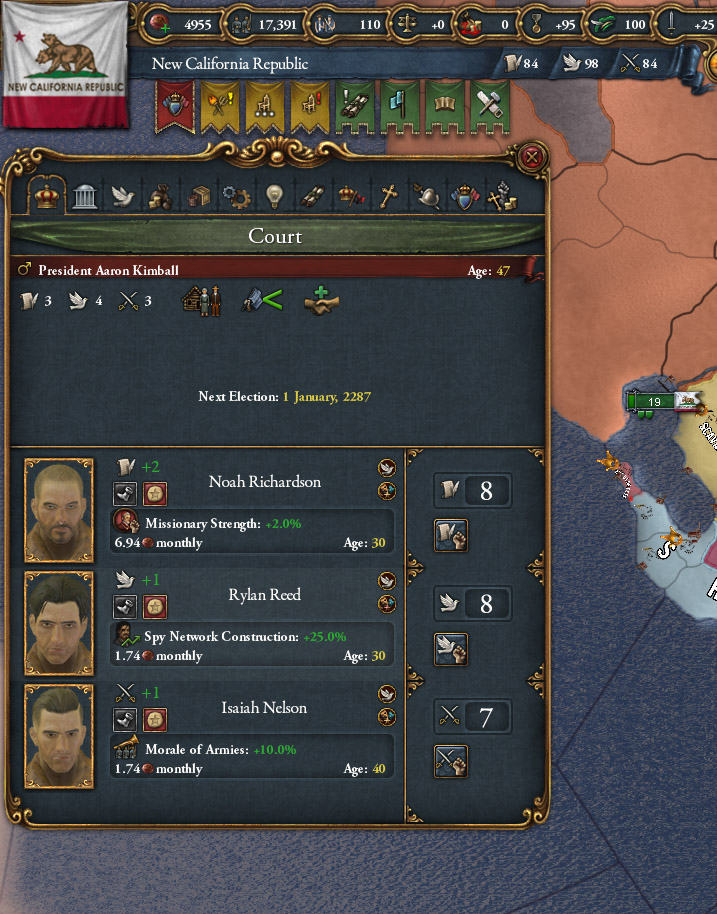 4955 17,391 110 +0 0 +95 100 +25
NEW CALIFORNIA REPUBLIC
New California Republic 84 98 84
Court
President Aaron Kimball Age: 47
3 4 3
Next Election: 1 January, 2287
+2
Noah Richardson
8
Missionary Strength: +2.0%
6.94 monthly Age: 30
+1
Rylan Reed
8
Spy Network Construction: +25.0%
1.74 monthly Age: 30
+1
Isaiah Nelson
7
Morale of Armies: +10.0%
1.74 monthly Age: 40
19
S